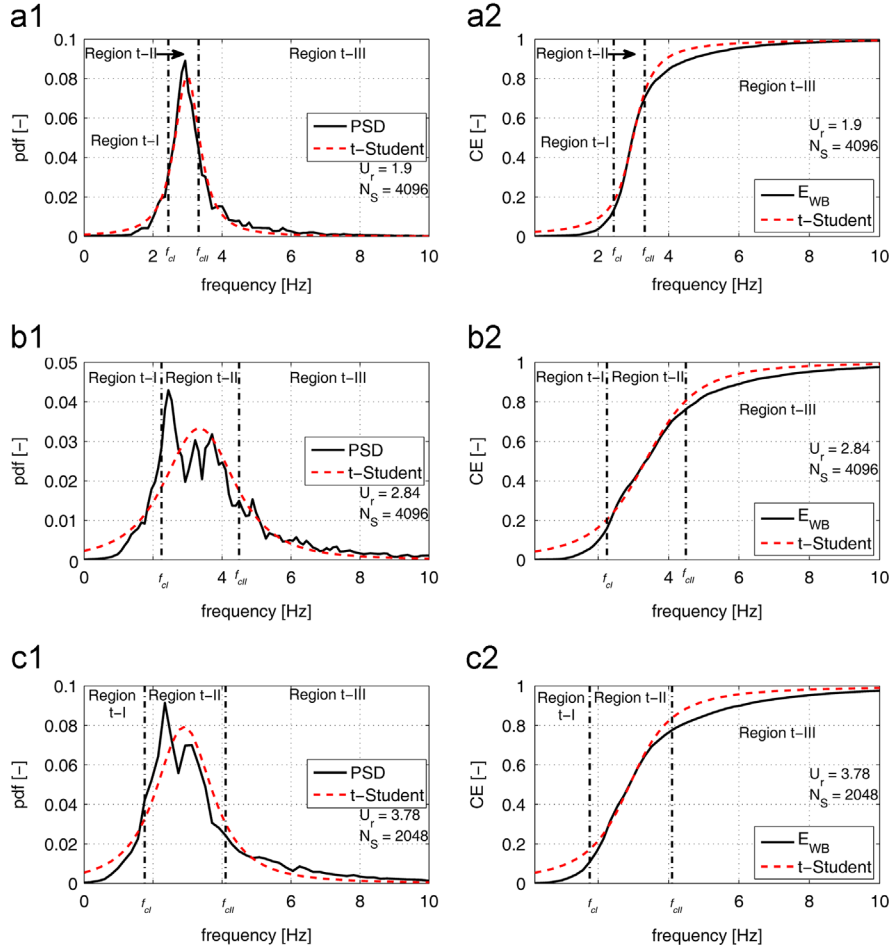 a1
0.1
0.08
0.06
0.04
0.02
0
pdf [−]
Region t−II
Region t−III
Region t−I
PSD
t−Student
U_r = 1.9
N_S = 4096
0 2 f_cI f_cII 4 6 8 10
frequency [Hz]
a2
1
0.8
0.6
0.4
0.2
0
CE [−]
Region t−II
Region t−III
Region t−I
U_r = 1.9
N_S = 4096
E_WB
t−Student
2 f_cI f_cII 4 6 8 10
frequency [Hz]
b1
0.05
0.04
0.03
0.02
0.01
0
pdf [−]
Region t−I Region t−II Region t−III
PSD
t−Student
U_r = 2.84
N_S = 4096
0 2 f_cI 4 f_cII 6 8 10
frequency [Hz]
b2
1
0.8
0.6
0.4
0.2
0
CE [−]
Region t−I Region t−II
Region t−III
U_r = 2.84
N_S = 4096
E_WB
t−Student
2 f_cI 4 f_cII 6 8 10
frequency [Hz]
c1
0.1
0.08
0.06
0.04
0.02
0
pdf [−]
Region
t−I
Region t−II
Region t−III
PSD
t−Student
U_r = 3.78
N_S = 2048
0 f_cI 2 4 f_cII 6 8 10
frequency [Hz]
c2
1
0.8
0.6
0.4
0.2
0
CE [−]
Region
t−I
Region t−II
Region t−III
U_r = 3.78
N_S = 2048
E_WB
t−Student
f_cI 2 4 f_cII 6 8 10
frequency [Hz]